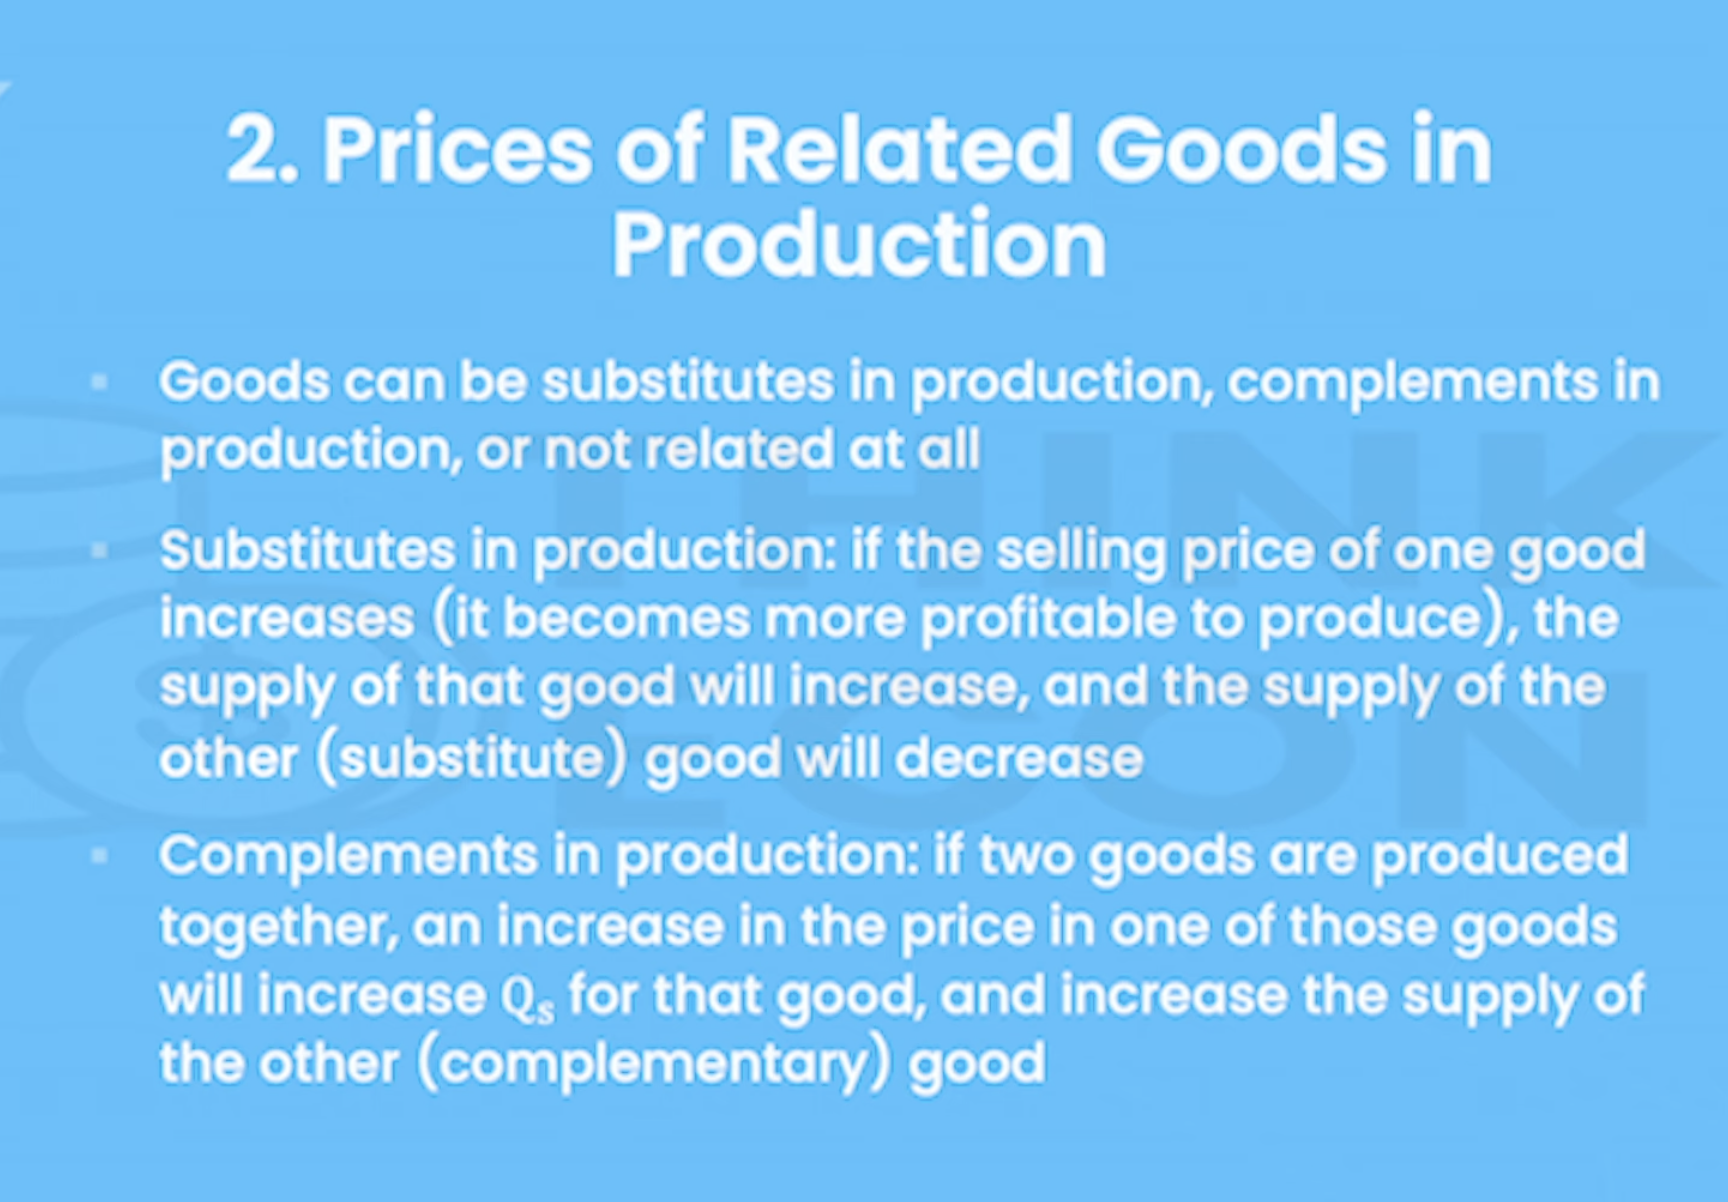 2. Prices of Related Goods in
Production
▪ Goods can be substitutes in production, complements in
production, or not related at all
▪ Substitutes in production: if the selling price of one good
increases (it becomes more profitable to produce), the
supply of that good will increase, and the supply of the
other (substitute) good will decrease
▪ Complements in production: if two goods are produced
together, an increase in the price in one of those goods
will increase Qs for that good, and increase the supply of
the other (complementary) good
THINK
ECON